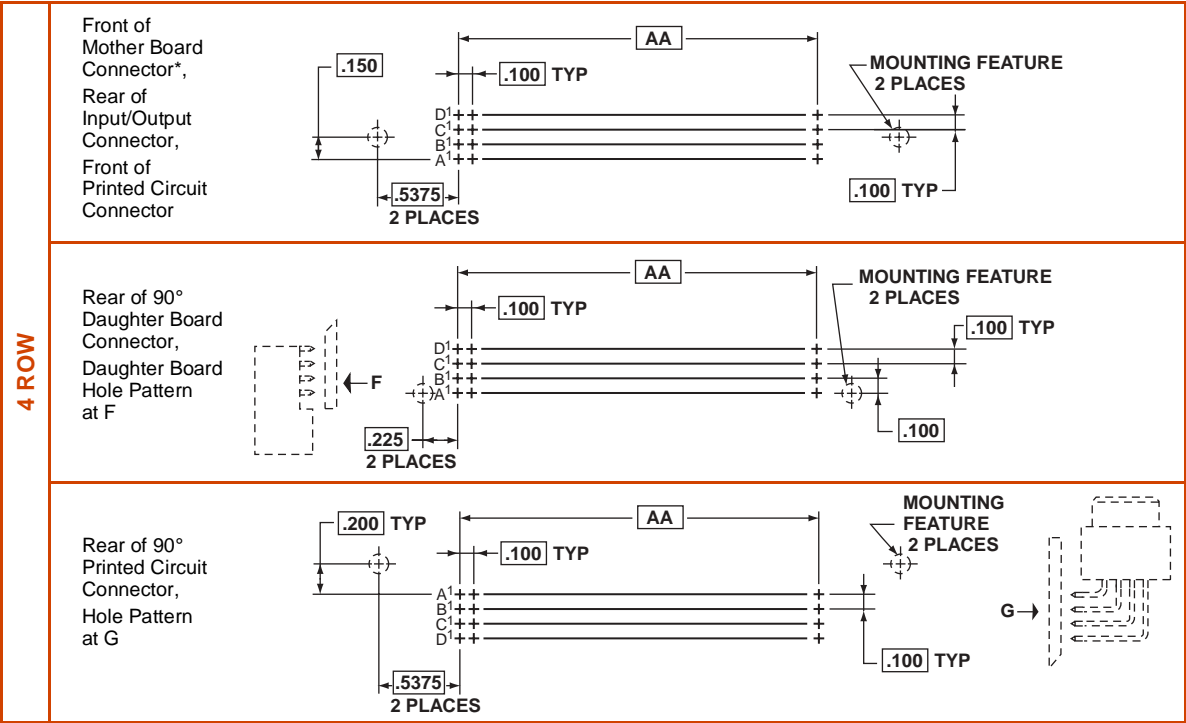 4 ROW
Front of
Mother Board
Connector*,
Rear of
Input/Output
Connector,
Front of
Printed Circuit
Connector
AA
.150
.100 TYP
MOUNTING FEATURE
2 PLACES
D1
C1
B1
A1
.5375
2 PLACES
.100 TYP
Rear of 90°
Daughter Board
Connector,
Daughter Board
Hole Pattern
at F
F
AA
.100 TYP
MOUNTING FEATURE
2 PLACES
.100 TYP
D1
C1
B1
A1
.225
2 PLACES
.100
Rear of 90°
Printed Circuit
Connector,
Hole Pattern
at G
.200 TYP
AA
.100 TYP
MOUNTING
FEATURE
2 PLACES
A1
B1
C1
D1
G
.100 TYP
.5375
2 PLACES